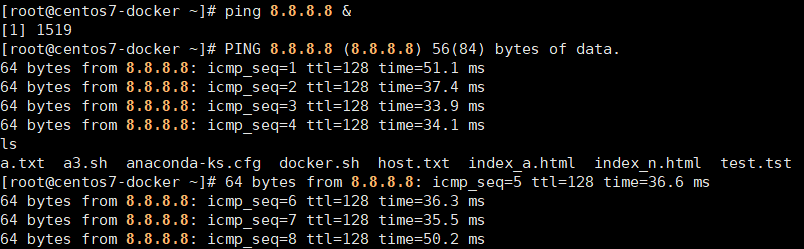 [root@centos7-docker ~]# ping 8.8.8.8 &
[1] 1519
[root@centos7-docker ~]# PING 8.8.8.8 (8.8.8.8) 56(84) bytes of data.
64 bytes from 8.8.8.8: icmp_seq=1 ttl=128 time=51.1 ms
64 bytes from 8.8.8.8: icmp_seq=2 ttl=128 time=37.4 ms
64 bytes from 8.8.8.8: icmp_seq=3 ttl=128 time=33.9 ms
64 bytes from 8.8.8.8: icmp_seq=4 ttl=128 time=34.1 ms
ls
a.txt  a3.sh  anaconda-ks.cfg  docker.sh  host.txt  index_a.html  index_n.html  test.tst
[root@centos7-docker ~]# 64 bytes from 8.8.8.8: icmp_seq=5 ttl=128 time=36.6 ms
64 bytes from 8.8.8.8: icmp_seq=6 ttl=128 time=36.3 ms
64 bytes from 8.8.8.8: icmp_seq=7 ttl=128 time=35.5 ms
64 bytes from 8.8.8.8: icmp_seq=8 ttl=128 time=50.2 ms